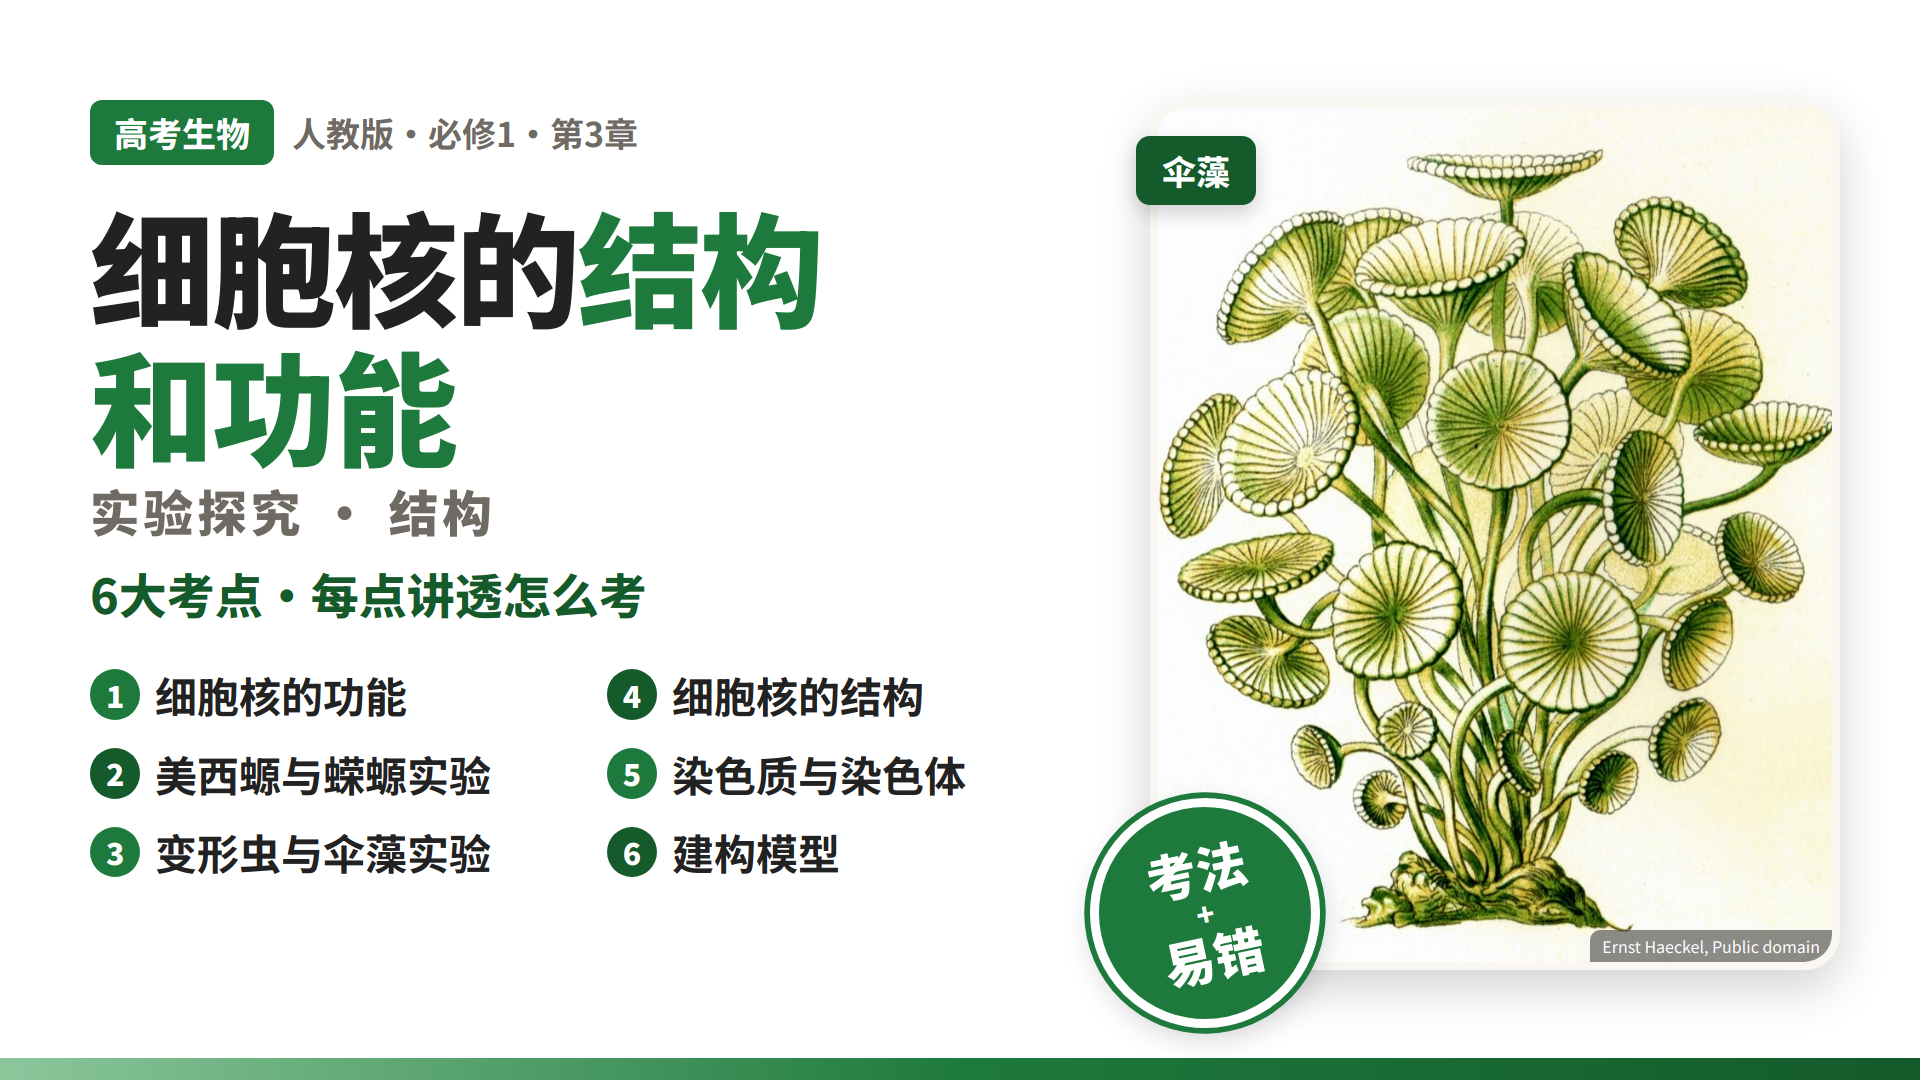 高考生物
人教版·必修1·第3章
细胞核的结构
和功能
实验探究 · 结构
6大考点·每点讲透怎么考
1 细胞核的功能
2 美西螈与蝾螈实验
3 变形虫与伞藻实验
4 细胞核的结构
5 染色质与染色体
6 建构模型
伞藻
考法
+
易错
Ernst Haeckel, Public domain